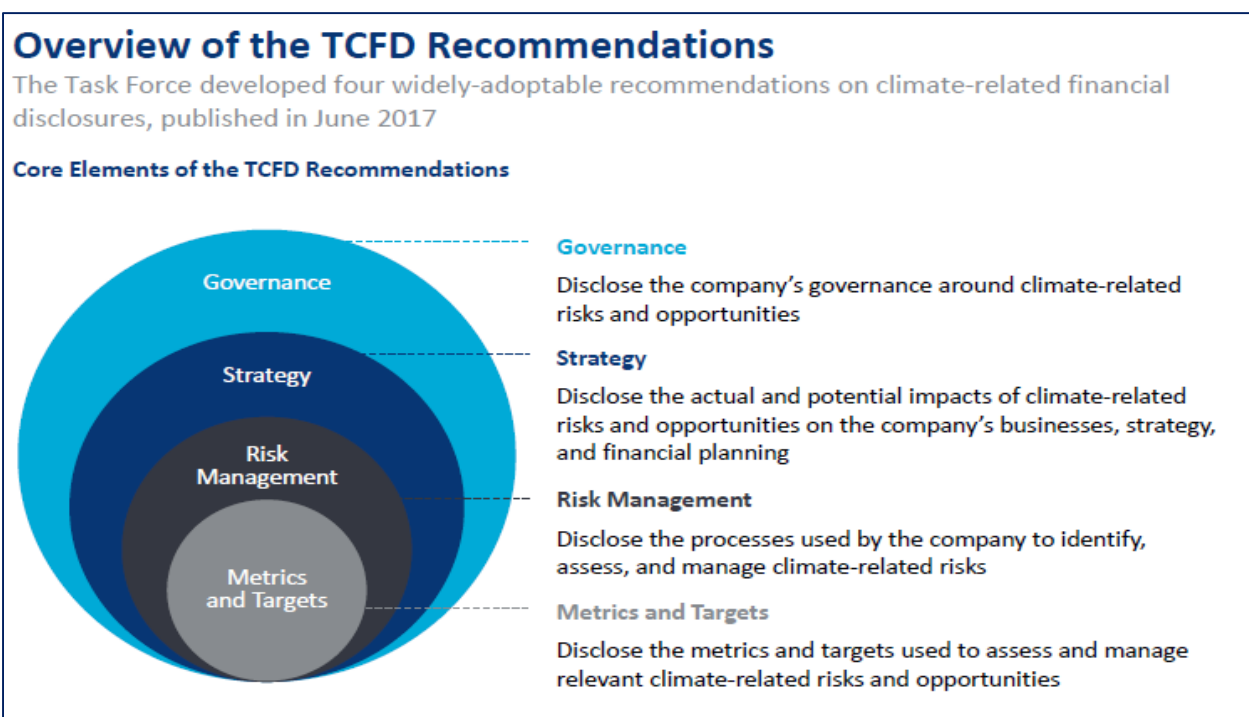 Overview of the TCFD Recommendations
The Task Force developed four widely-adoptable recommendations on climate-related financial
disclosures, published in June 2017
Core Elements of the TCFD Recommendations
Governance
Strategy
Risk
Management
Metrics
and Targets
Governance
Disclose the company’s governance around climate-related
risks and opportunities
Strategy
Disclose the actual and potential impacts of climate-related
risks and opportunities on the company’s businesses, strategy,
and financial planning
Risk Management
Disclose the processes used by the company to identify,
assess, and manage climate-related risks
Metrics and Targets
Disclose the metrics and targets used to assess and manage
relevant climate-related risks and opportunities